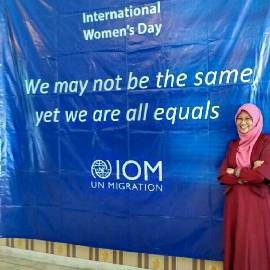 International
Women's Day
We may not be the same,
yet we are all equals
IOM
UN MIGRATION